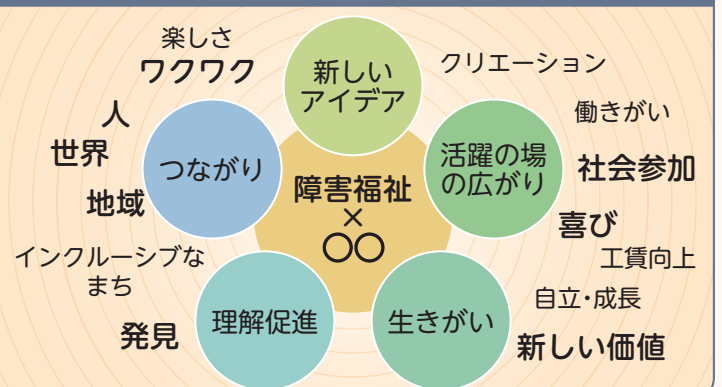 楽しさ
ワクワク
新しい
アイデア
クリエーション
人
世界
地域
つながり
活躍の場
の広がり
働きがい
社会参加
喜び
工賃向上
障害福祉
×
○○
インクルーシブな
まち
発見
理解促進
生きがい
自立・成長
新しい価値